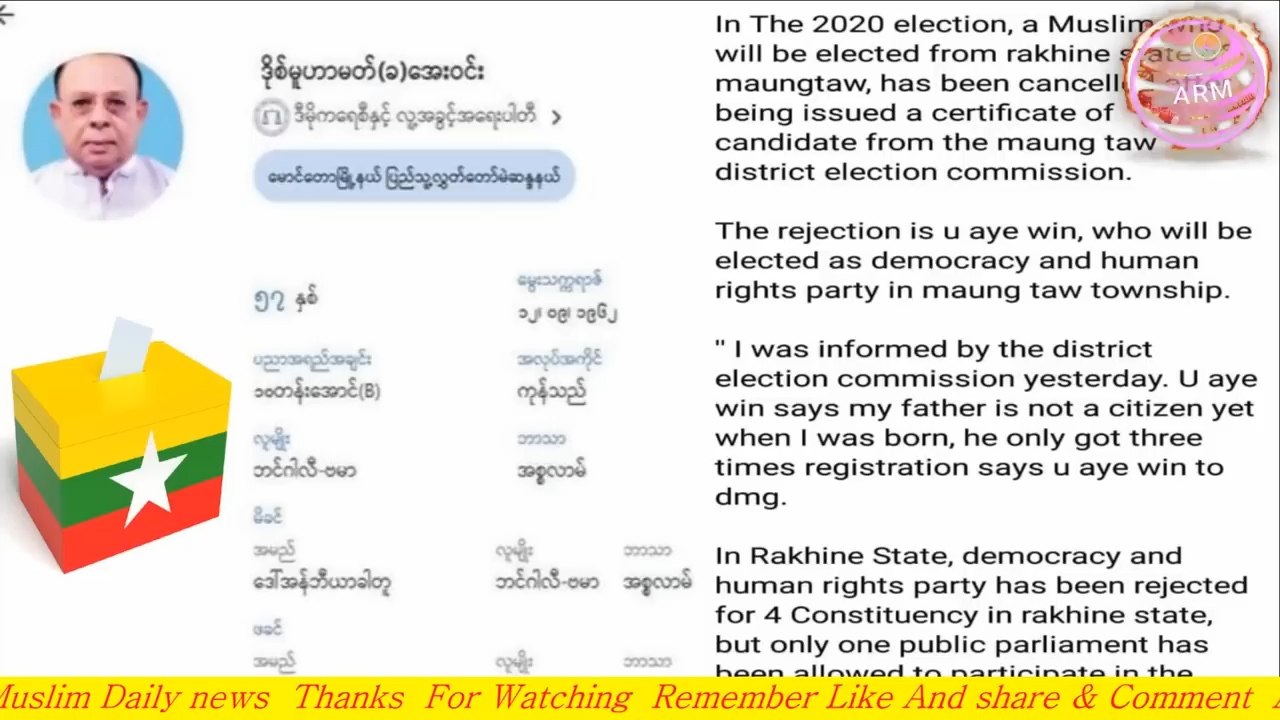 ဒိုစ်မူဟာမတ်(ခ)အေးဝင်း
ဒီမိုကရေစီနှင့် လူ့အခွင့်အရေးပါတီ
မောင်တောမြို့နယ် ပြည်သူ့လွှတ်တော်မဲဆန္ဒနယ်
၅၇ နှစ်
မွေးသက္ကရာဇ်
၁၂၊ ၀၉၊ ၁၉၆၂
ပညာအရည်အချင်း
အလုပ်အကိုင်
၁၀တန်းအောင်(B)
ကုန်သည်
လူမျိုး
ဘာသာ
ဘင်္ဂါလီ-ဗမာ
အစ္စလာမ်
မိခင်
အမည်
လူမျိုး
ဘာသာ
ဒေါ်အန်ဘီယာခါတူ
ဘင်္ဂါလီ-ဗမာ
အစ္စလာမ်
ဖခင်
အမည်
လူမျိုး
ဘာသာ
In The 2020 election, a Muslim who
will be elected from rakhine state
maungtaw, has been cancell
being issued a certificate of
candidate from the maung taw
district election commission.
The rejection is u aye win, who will be
elected as democracy and human
rights party in maung taw township.
" I was informed by the district
election commission yesterday. U aye
win says my father is not a citizen yet
when I was born, he only got three
times registration says u aye win to
dmg.
In Rakhine State, democracy and
human rights party has been rejected
for 4 Constituency in rakhine state,
but only one public parliament has
been allowed to participate in the
ARM
Muslim Daily news Thanks For Watching Remember Like And share & Comment